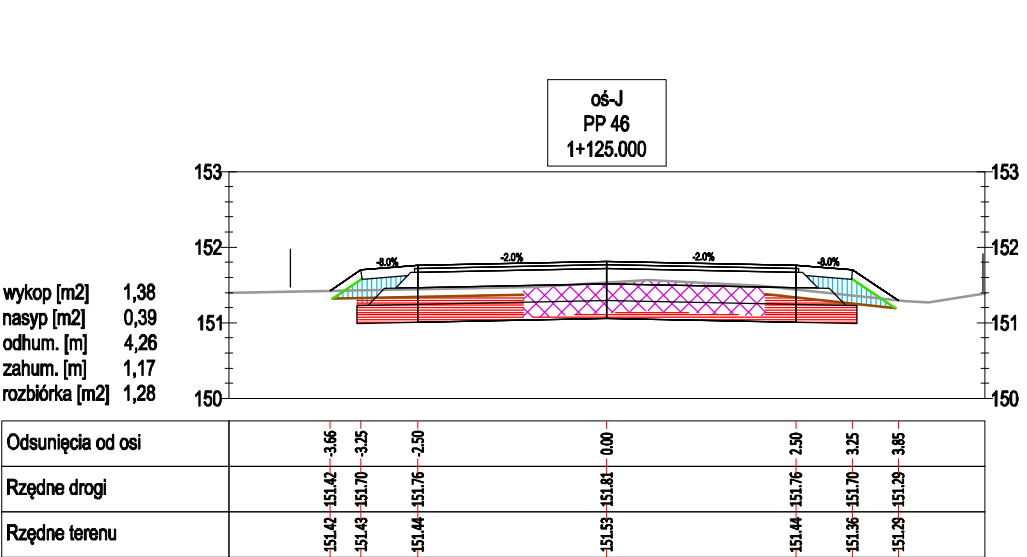 oś-J
PP 46
1+125.000
153 153
152 152
-8.0% -2.0% -2.0% -8.0%
151 151
150 150
wykop [m2] 1,38
nasyp [m2] 0,39
odhum. [m] 4,26
zahum. [m] 1,17
rozbiórka [m2] 1,28
Odsunięcia od osi -3.66 -3.25 -2.50 0.00 2.50 3.25 3.85
Rzędne drogi 151.42 151.70 151.76 151.81 151.76 151.70 151.29
Rzędne terenu 151.42 151.43 151.44 151.53 151.44 151.36 151.29